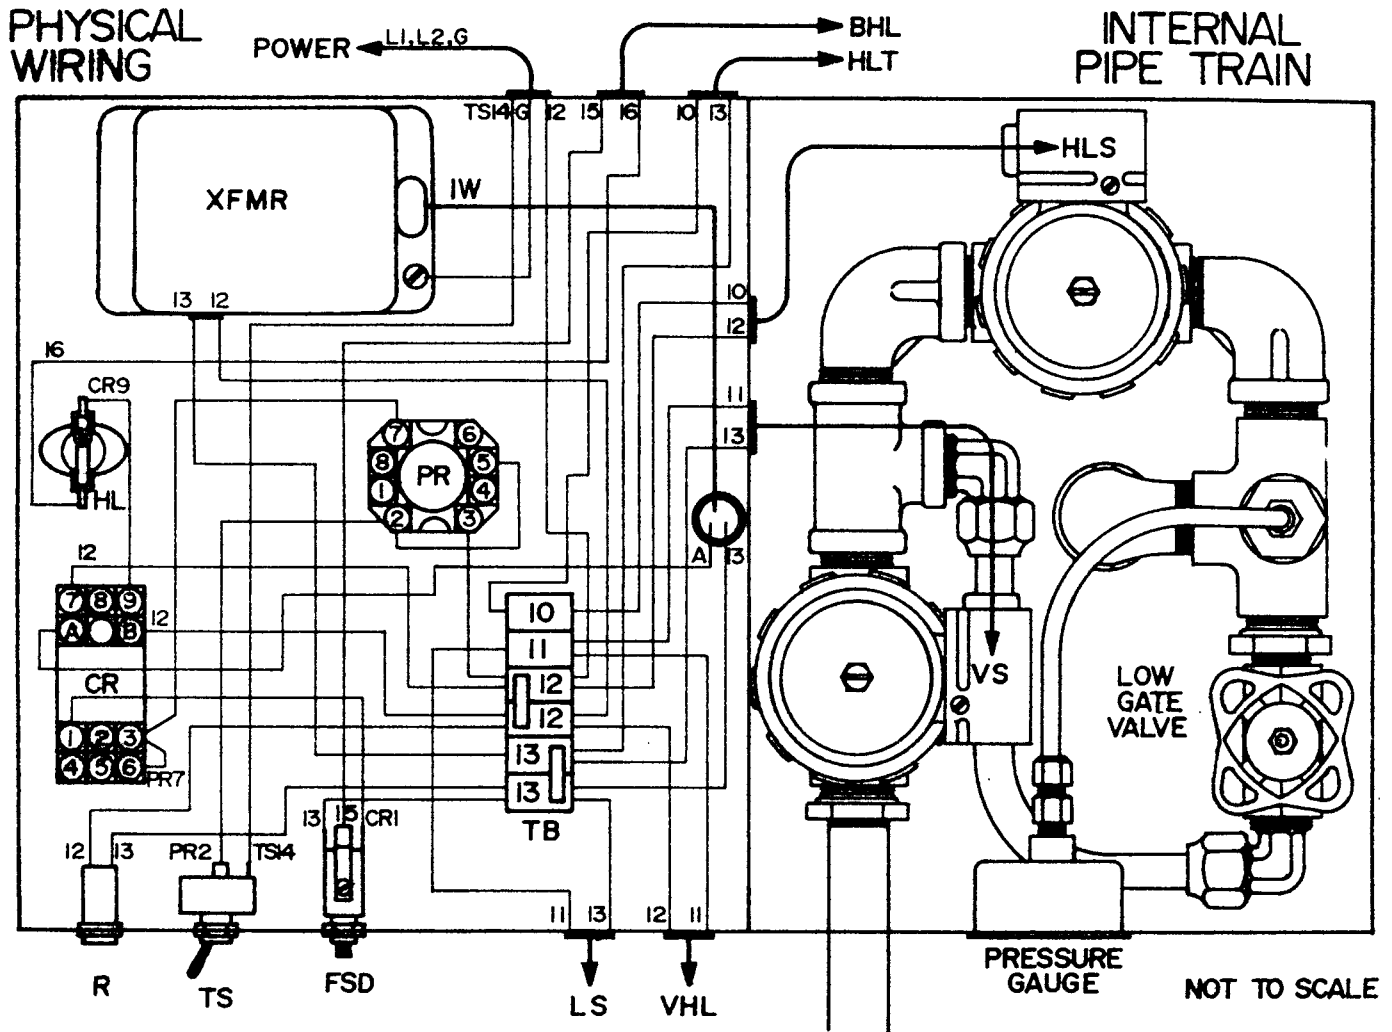 PHYSICAL
WIRING
POWER
L1, L2, G
BHL
HLT
INTERNAL
PIPE TRAIN
TS14 G 12
15 16
10 13
XFMR
1W
HLS
13 12
10
12
16
CR9
11
13
HL
7 6
8 5
PR
1 4
2 3
A 13
12
7 8 9
A B 12
CR
1 2 3
4 5 6
PR7
10
11
12
12
13
13
TB
VS
LOW
GATE
VALVE
12 13
PR2 TS14
13 15 CR1
11 13
12 11
R
TS
FSD
LS
VHL
PRESSURE
GAUGE
NOT TO SCALE